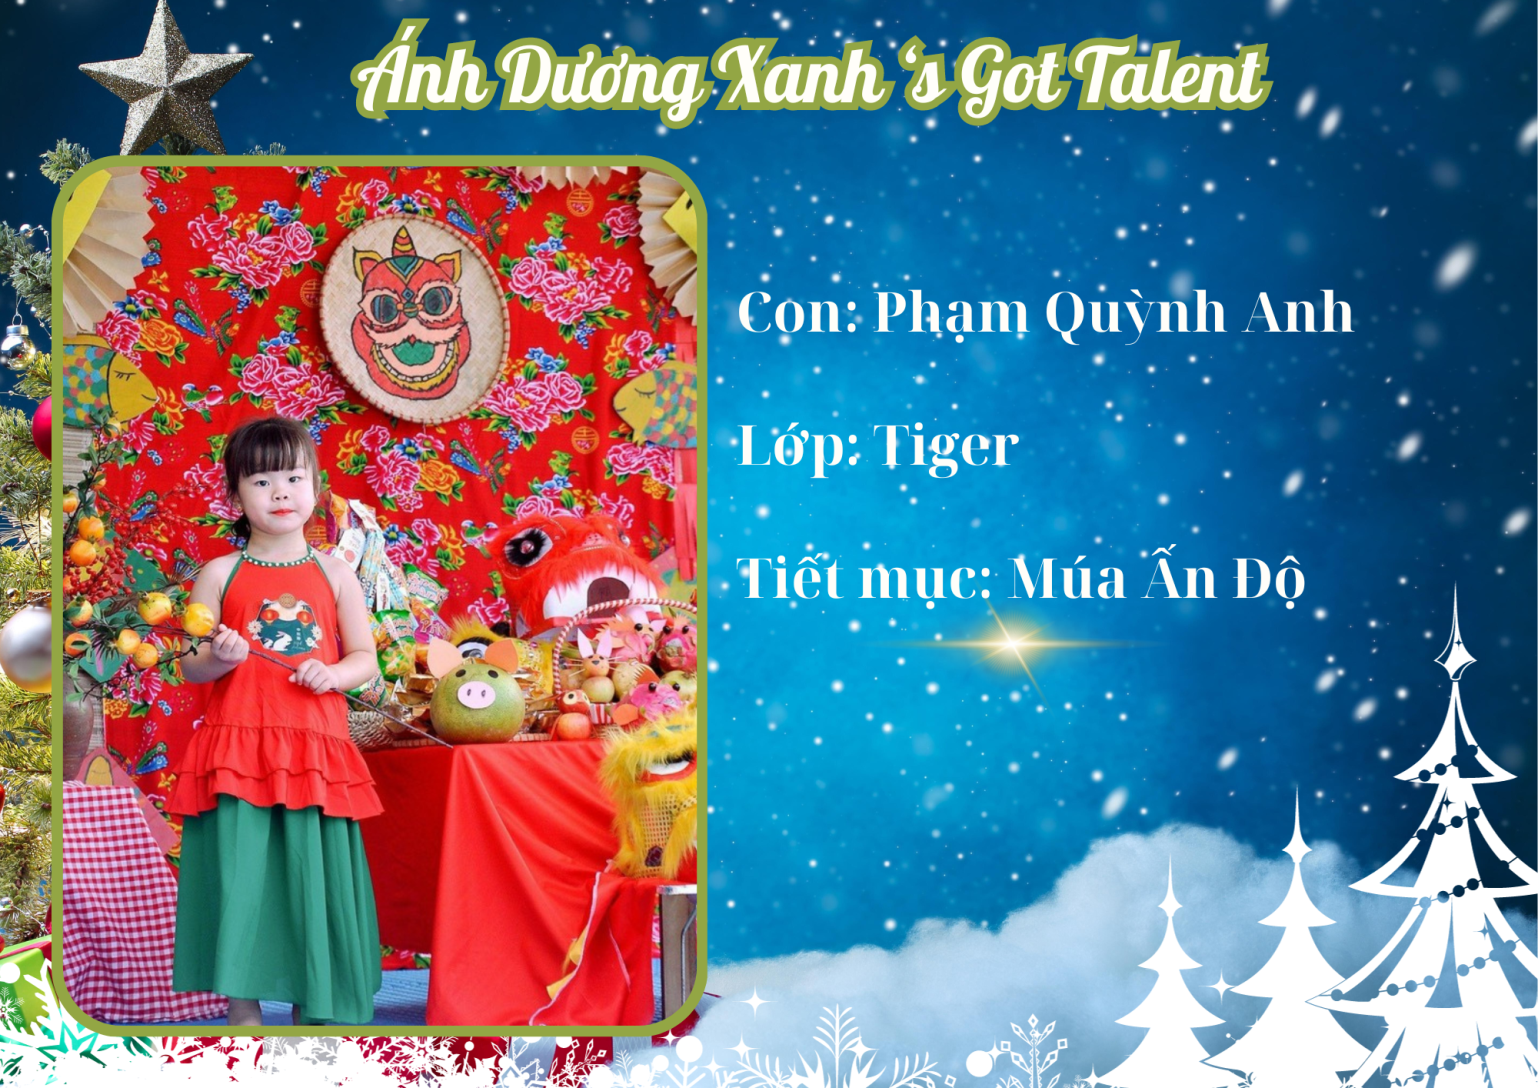 Ánh Dương Xanh ‘s Got Talent
Con: Phạm Quỳnh Anh
Lớp: Tiger
Tiết mục: Múa Ấn Độ